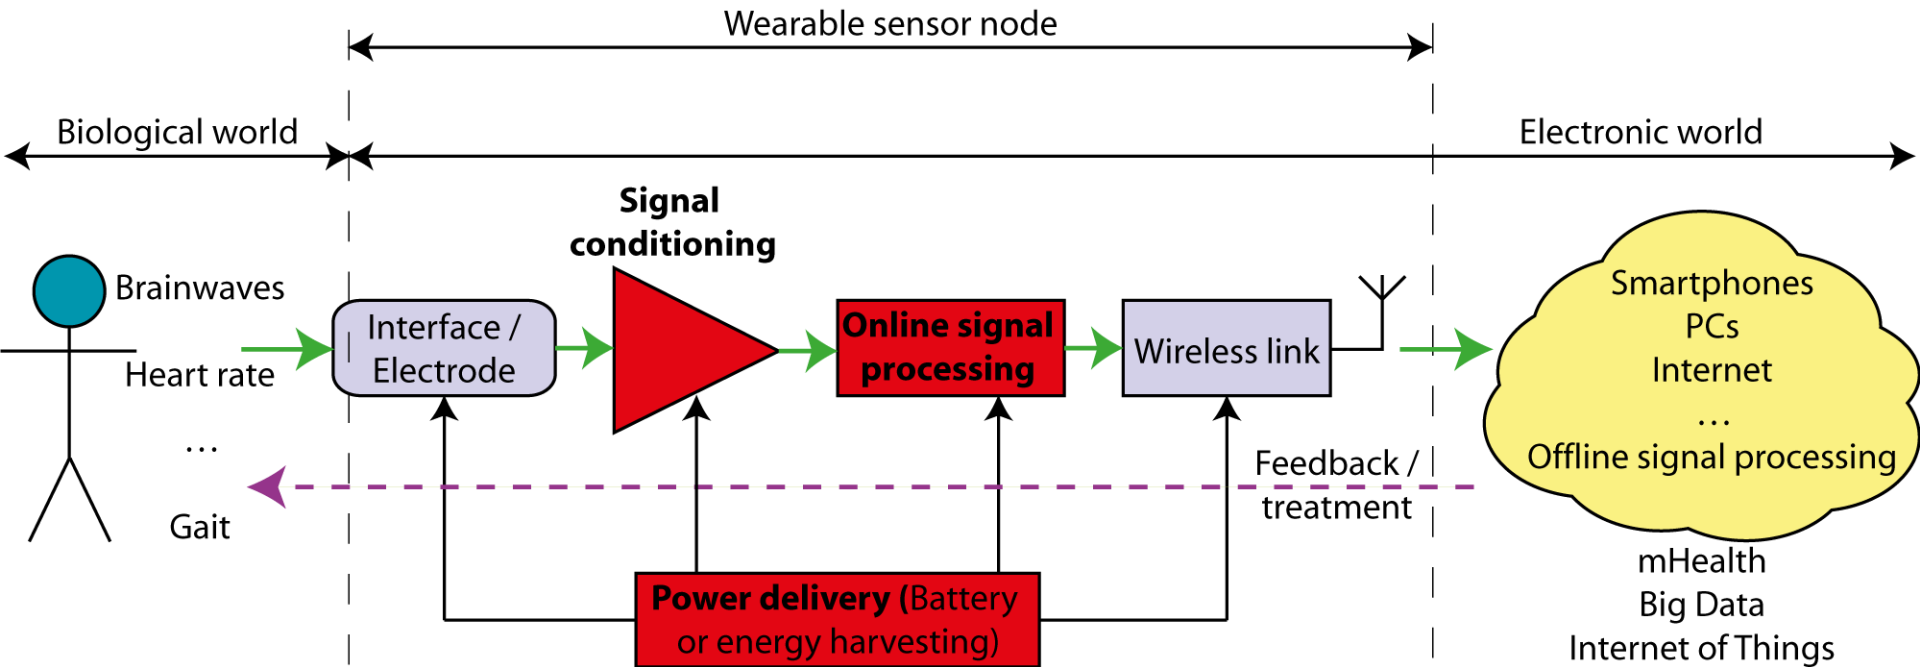 Wearable sensor node
Biological world
Electronic world
Signal
conditioning
Brainwaves
Heart rate
…
Gait
Interface /
Electrode
Online signal
processing
Wireless link
Smartphones
PCs
Internet
…
Offline signal processing
Feedback /
treatment
Power delivery (Battery
or energy harvesting)
mHealth
Big Data
Internet of Things